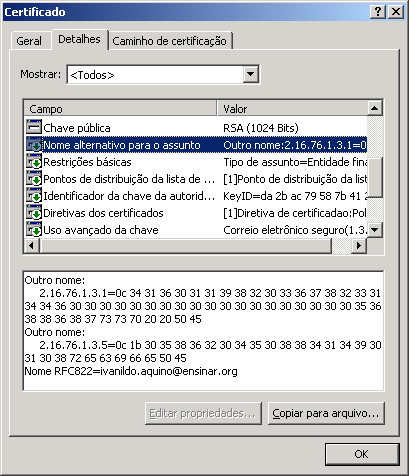 Certificado
Geral Detalhes Caminho de certificação
Mostrar: <Todos>
Campo Valor
Chave pública RSA (1024 Bits)
Nome alternativo para o assunto Outro nome:2.16.76.1.3.1=0
Restrições básicas Tipo de assunto=Entidade fina
Pontos de distribuição da lista de ... [1]Ponto de distribuição da list
Identificador da chave da autorid... KeyID=da 2b ac 79 58 7b 41 2
Diretivas dos certificados [1]Diretiva de certificadao:Pol
Uso avançado da chave Correio eletrônico seguro(1.3.
Outro nome:
2.16.76.1.3.1=0c 34 31 36 30 31 31 39 38 32 30 33 36 37 38 32 33 31
34 34 36 30 30 30 30 30 30 30 30 30 30 30 30 30 30 30 30 30 30 35 36
38 38 36 38 37 73 73 70 20 20 50 45
Outro nome:
2.16.76.1.3.5=0c 1b 30 35 38 36 32 30 34 35 30 38 38 34 31 34 39 30
31 30 38 72 65 63 69 66 65 50 45
Nome RFC822=ivanildo.aquino@ensinar.org
Editar propriedades... Copiar para arquivo...
OK